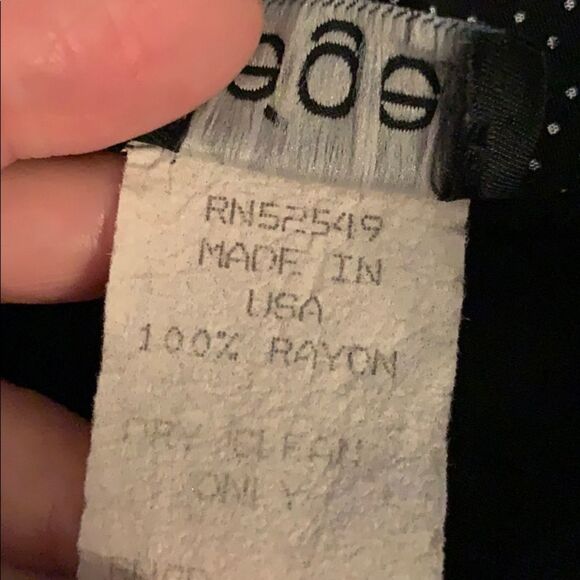 RN52549
MADE IN
USA
100% RAYON
DRY CLEAN
ONLY